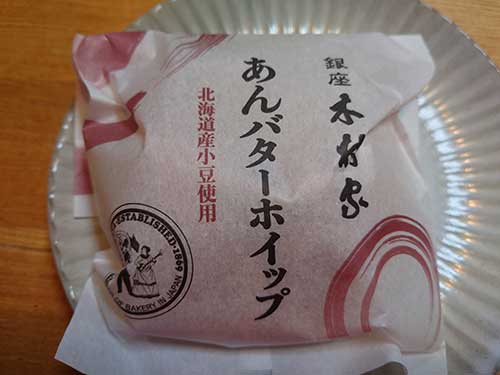 銀座
木村家
あんバターホイップ
北海道産小豆使用
ESTABLISHED・1869
OF BAKERY IN JAPAN